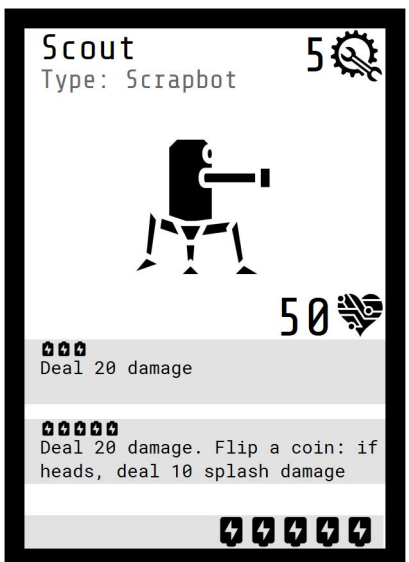 Scout
5
Type: Scrapbot
50
Deal 20 damage
Deal 20 damage. Flip a coin: if
heads, deal 10 splash damage